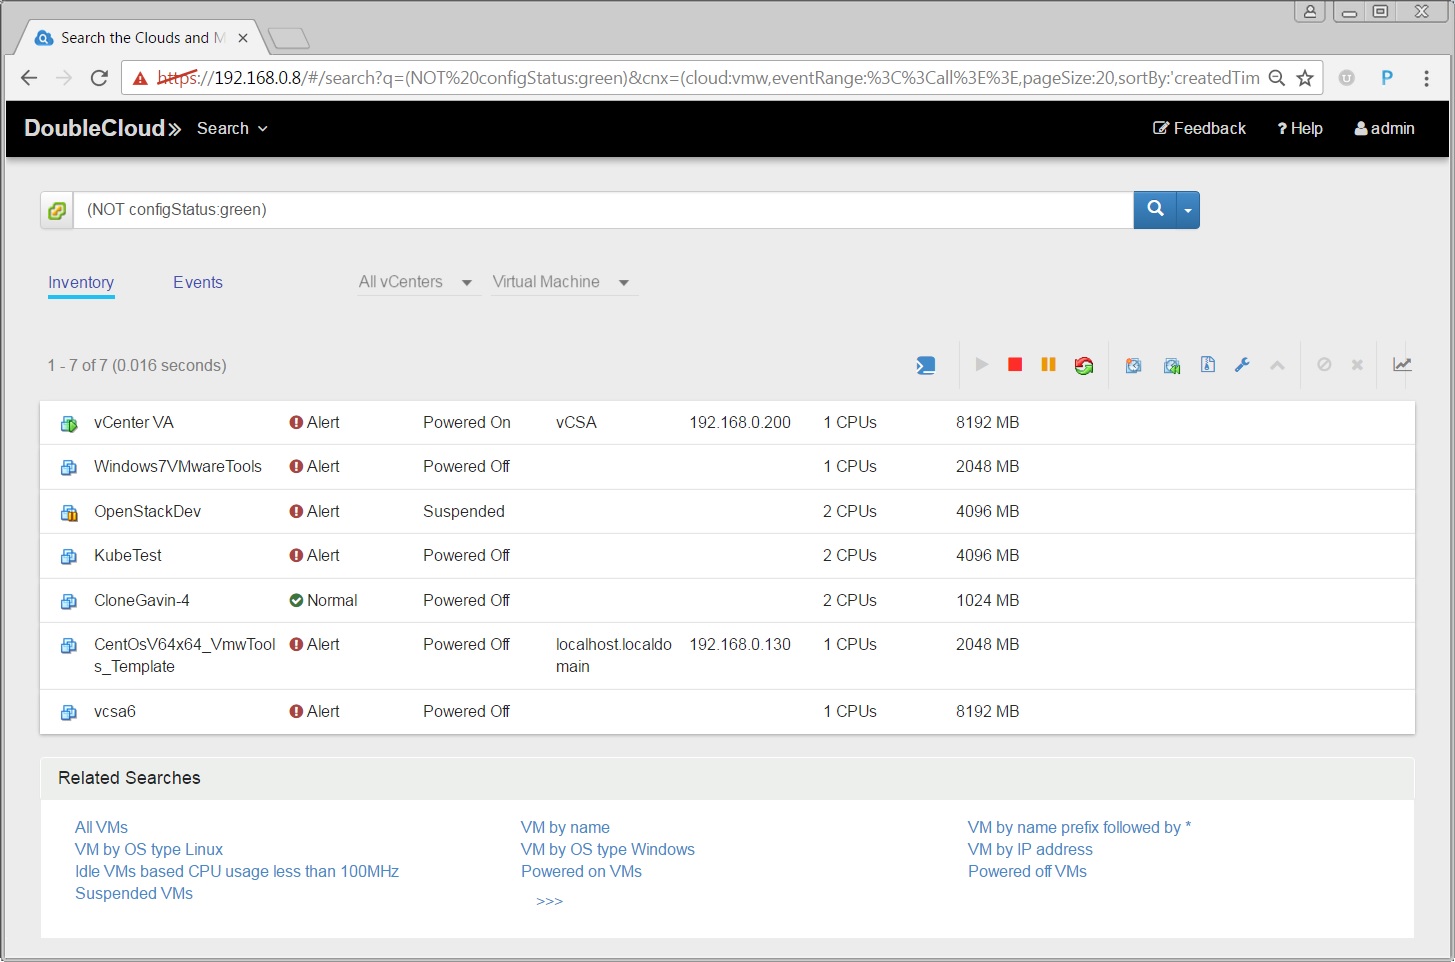 Search the Clouds and M
https://192.168.0.8/#/search?q=(NOT%20configStatus:green)&cnx=(cloud:vmw,eventRange:%3C%3Call%3E%3E,pageSize:20,sortBy:'createdTim
DoubleCloud» Search Feedback ? Help admin
(NOT configStatus:green)
Inventory Events All vCenters Virtual Machine
1 - 7 of 7 (0.016 seconds)
vCenter VA Alert Powered On vCSA 192.168.0.200 1 CPUs 8192 MB
Windows7VMwareTools Alert Powered Off 1 CPUs 2048 MB
OpenStackDev Alert Suspended 2 CPUs 4096 MB
KubeTest Alert Powered Off 2 CPUs 4096 MB
CloneGavin-4 Normal Powered Off 2 CPUs 1024 MB
CentOsV64x64_VmwTool Alert Powered Off localhost.localdo 192.168.0.130 1 CPUs 2048 MB
s_Template main
vcsa6 Alert Powered Off 1 CPUs 8192 MB
Related Searches
All VMs VM by name VM by name prefix followed by *
VM by OS type Linux VM by OS type Windows VM by IP address
Idle VMs based CPU usage less than 100MHz Powered on VMs Powered off VMs
Suspended VMs
>>>